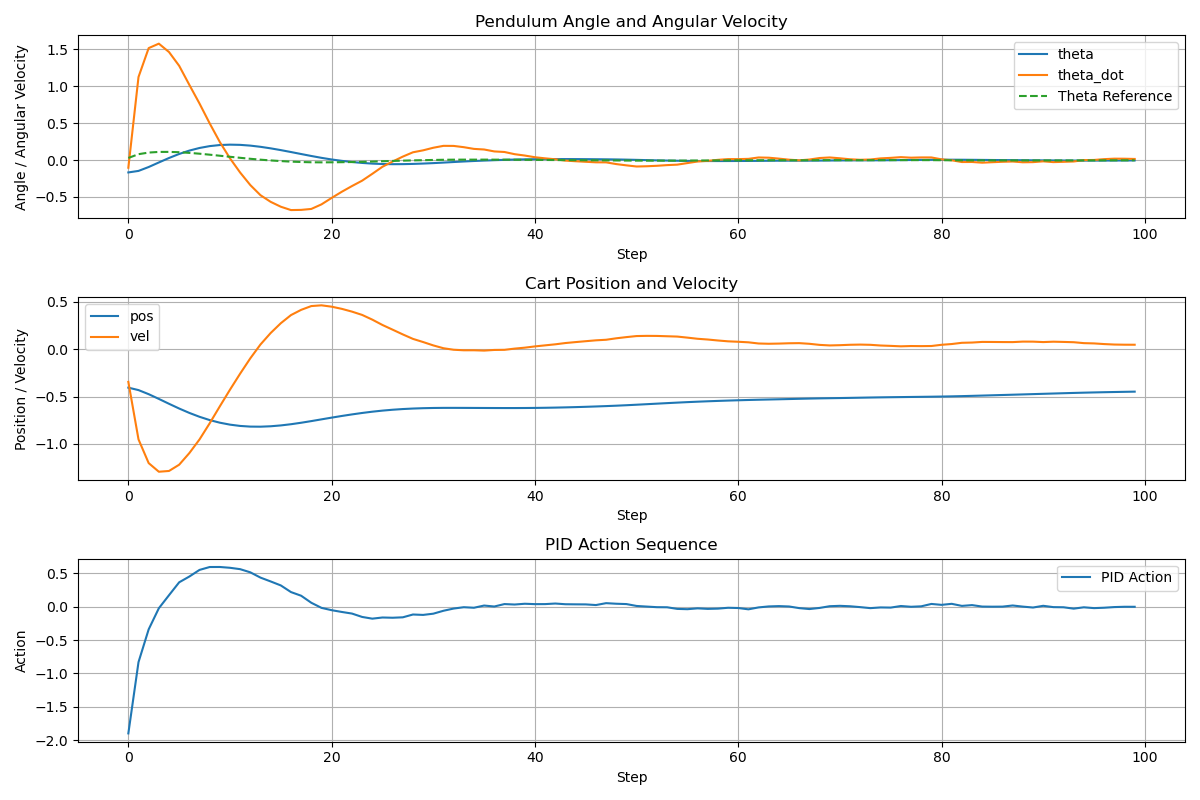 Pendulum Angle and Angular Velocity
Angle / Angular Velocity
1.5
1.0
0.5
0.0
−0.5
theta
theta_dot
Theta Reference
0 20 40 60 80 100
Step
Cart Position and Velocity
Position / Velocity
0.5
0.0
−0.5
−1.0
pos
vel
0 20 40 60 80 100
Step
PID Action Sequence
Action
0.5
0.0
−0.5
−1.0
−1.5
−2.0
PID Action
0 20 40 60 80 100
Step